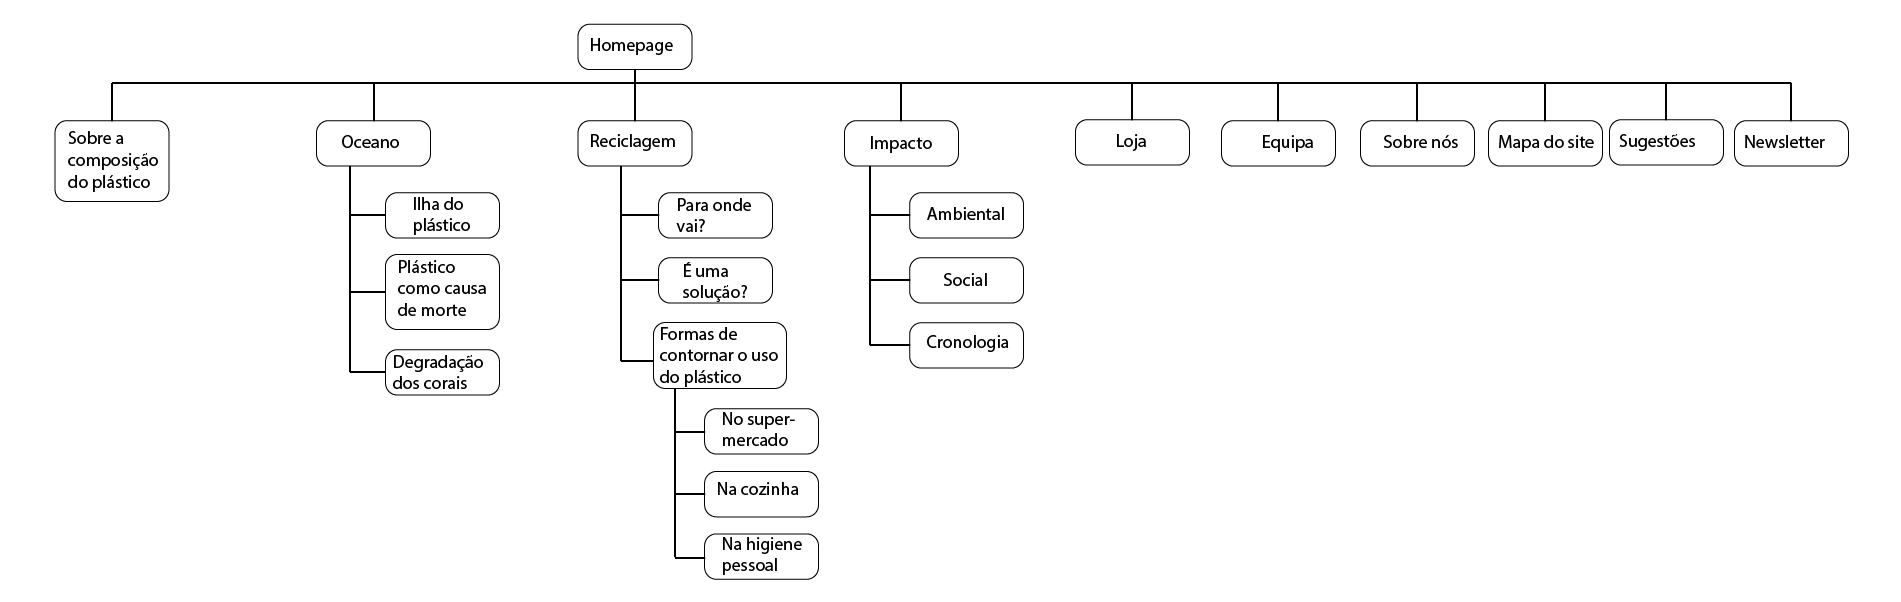 Homepage
Sobre a
composição
do plástico
Oceano
Ilha do
plástico
Plástico
como causa
de morte
Degradação
dos corais
Reciclagem
Para onde
vai?
É uma
solução?
Formas de
contornar o uso
do plástico
No super-
mercado
Na cozinha
Na higiene
pessoal
Impacto
Ambiental
Social
Cronologia
Loja
Equipa
Sobre nós
Mapa do site
Sugestões
Newsletter